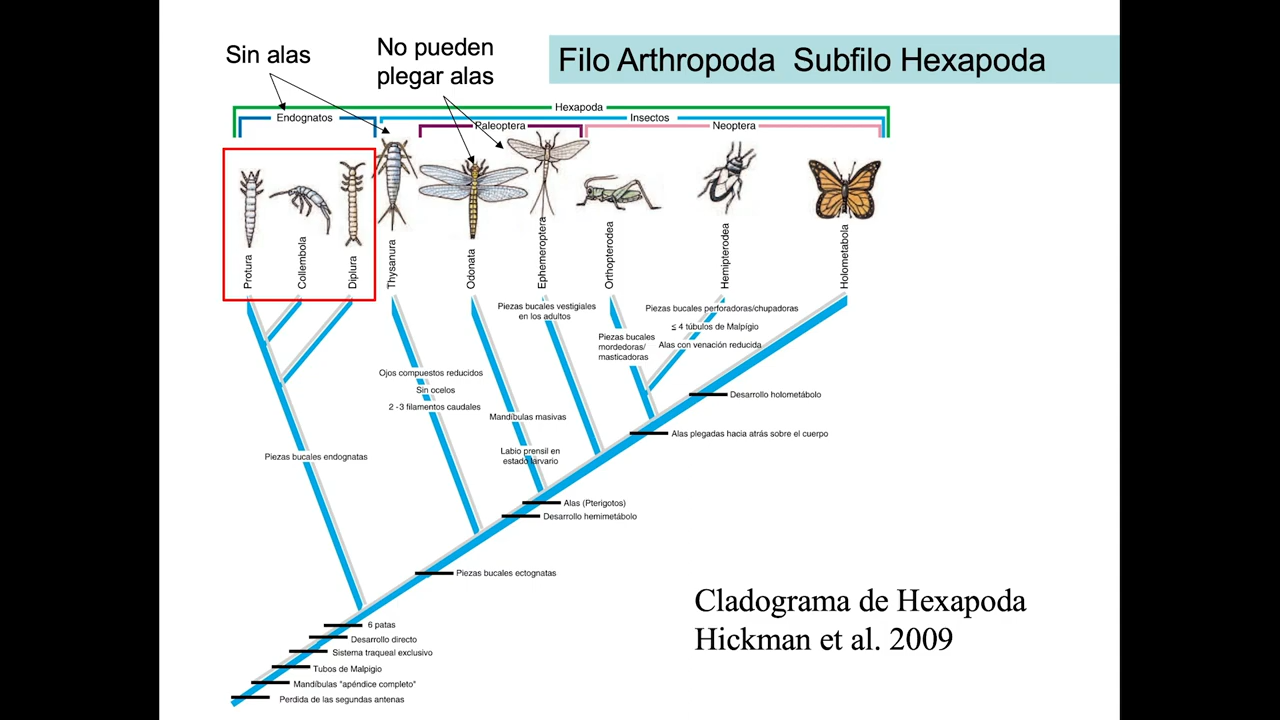 Sin alas
No pueden
plegar alas
Filo Arthropoda  Subfilo Hexapoda
Hexapoda
Endognatos
Insectos
Paleoptera
Neoptera
Protura
Collembola
Diplura
Thysanura
Odonata
Ephemeroptera
Orthopterodea
Hemipterodea
Holometabola
Piezas bucales vestigiales
en los adultos
Piezas bucales perforadoras/chupadoras
≤ 4 túbulos de Malpigio
Alas con venación reducida
Piezas bucales
mordedoras/
masticadoras
Ojos compuestos reducidos
Sin ocelos
2 -3 filamentos caudales
Desarrollo holometábolo
Mandíbulas masivas
Alas plegadas hacia atrás sobre el cuerpo
Labio prensil en
estado larvario
Piezas bucales endognatas
Alas (Pterigotos)
Desarrollo hemimetábolo
Piezas bucales ectognatas
6 patas
Desarrollo directo
Sistema traqueal exclusivo
Tubos de Malpigio
Mandíbulas "apéndice completo"
Perdida de las segundas antenas
Cladograma de Hexapoda
Hickman et al. 2009